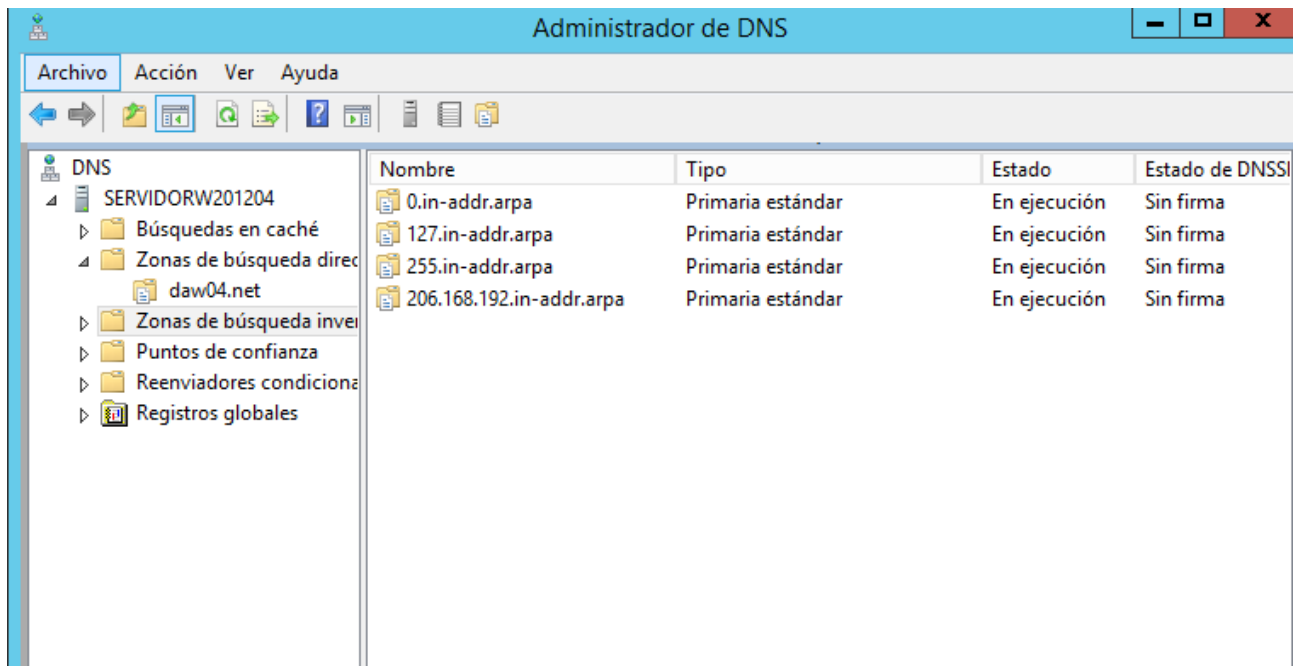 Administrador de DNS
Archivo Acción Ver Ayuda
DNS
SERVIDORW201204
Búsquedas en caché
Zonas de búsqueda direc
daw04.net
Zonas de búsqueda inver
Puntos de confianza
Reenviadores condiciona
Registros globales
Nombre Tipo Estado Estado de DNSSE
0.in-addr.arpa Primaria estándar En ejecución Sin firma
127.in-addr.arpa Primaria estándar En ejecución Sin firma
255.in-addr.arpa Primaria estándar En ejecución Sin firma
206.168.192.in-addr.arpa Primaria estándar En ejecución Sin firma